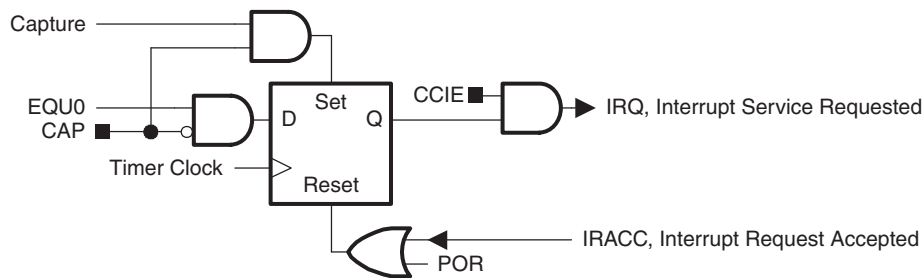 Capture
EQU0
CAP
Timer Clock
Set
D
Q
Reset
CCIE
IRQ, Interrupt Service Requested
IRACC, Interrupt Request Accepted
POR